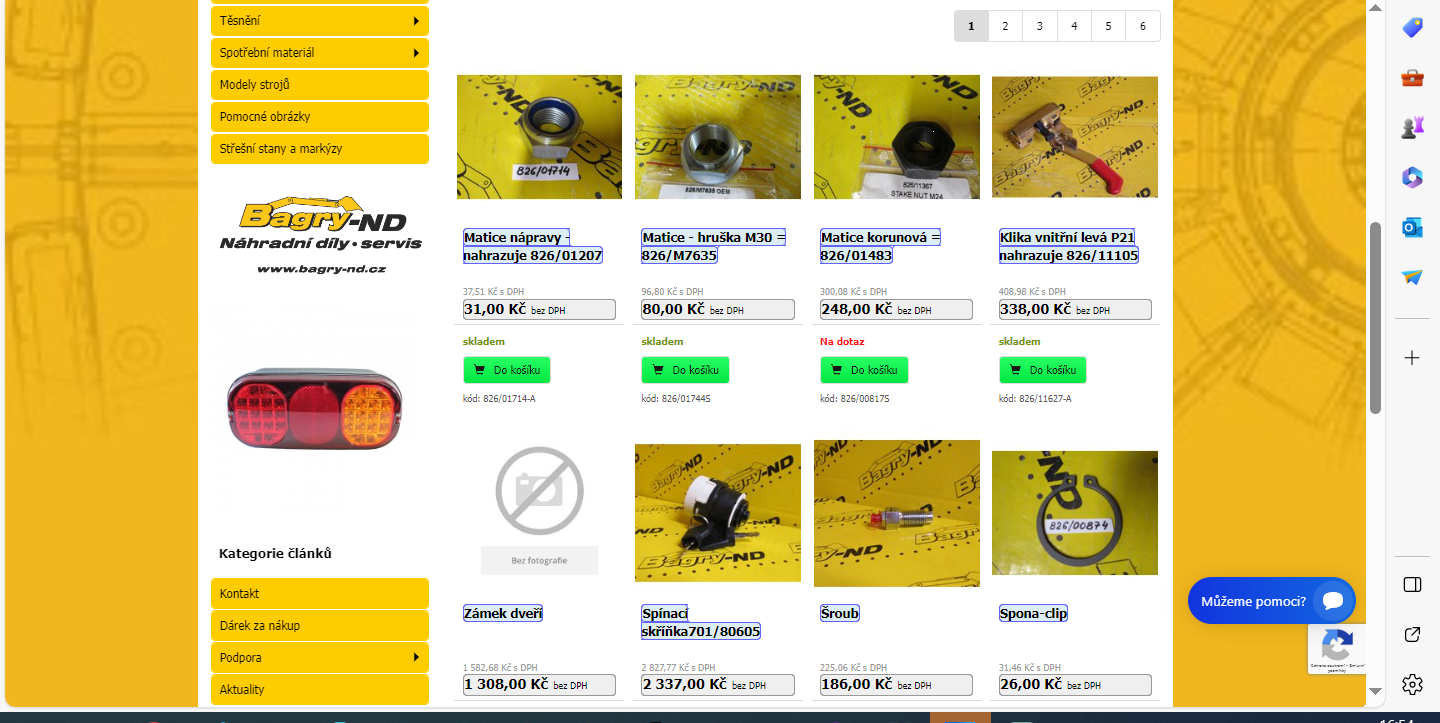 Těsnění
Spotřební materiál
Modely strojů
Pomocné obrázky
Střešní stany a markýzy
Bagry-ND
Náhradní díly • servis
www.bagry-nd.cz
Kategorie článků
Kontakt
Dárek za nákup
Podpora
Aktuality
1 2 3 4 5 6
826/01714
826/M7635 OEM
826/11367
STAKE NUT M24
Matice nápravy -
nahrazuje 826/01207
37,51 Kč s DPH
31,00 Kč bez DPH
skladem
Do košíku
kód: 826/01714-A
Matice - hruška M30 =
826/M7635
96,80 Kč s DPH
80,00 Kč bez DPH
skladem
Do košíku
kód: 826/01744S
Matice korunová =
826/01483
300,08 Kč s DPH
248,00 Kč bez DPH
Na dotaz
Do košíku
kód: 826/00817S
Klika vnitřní levá P21
nahrazuje 826/11105
408,98 Kč s DPH
338,00 Kč bez DPH
skladem
Do košíku
kód: 826/11627-A
Bez fotografie
Bagry-ND
826/00874
Zámek dveří
1 582,68 Kč s DPH
1 308,00 Kč bez DPH
Spínací
skříňka701/80605
2 827,77 Kč s DPH
2 337,00 Kč bez DPH
Šroub
225,06 Kč s DPH
186,00 Kč bez DPH
Spona-clip
31,46 Kč s DPH
26,00 Kč bez DPH
Můžeme pomoci?